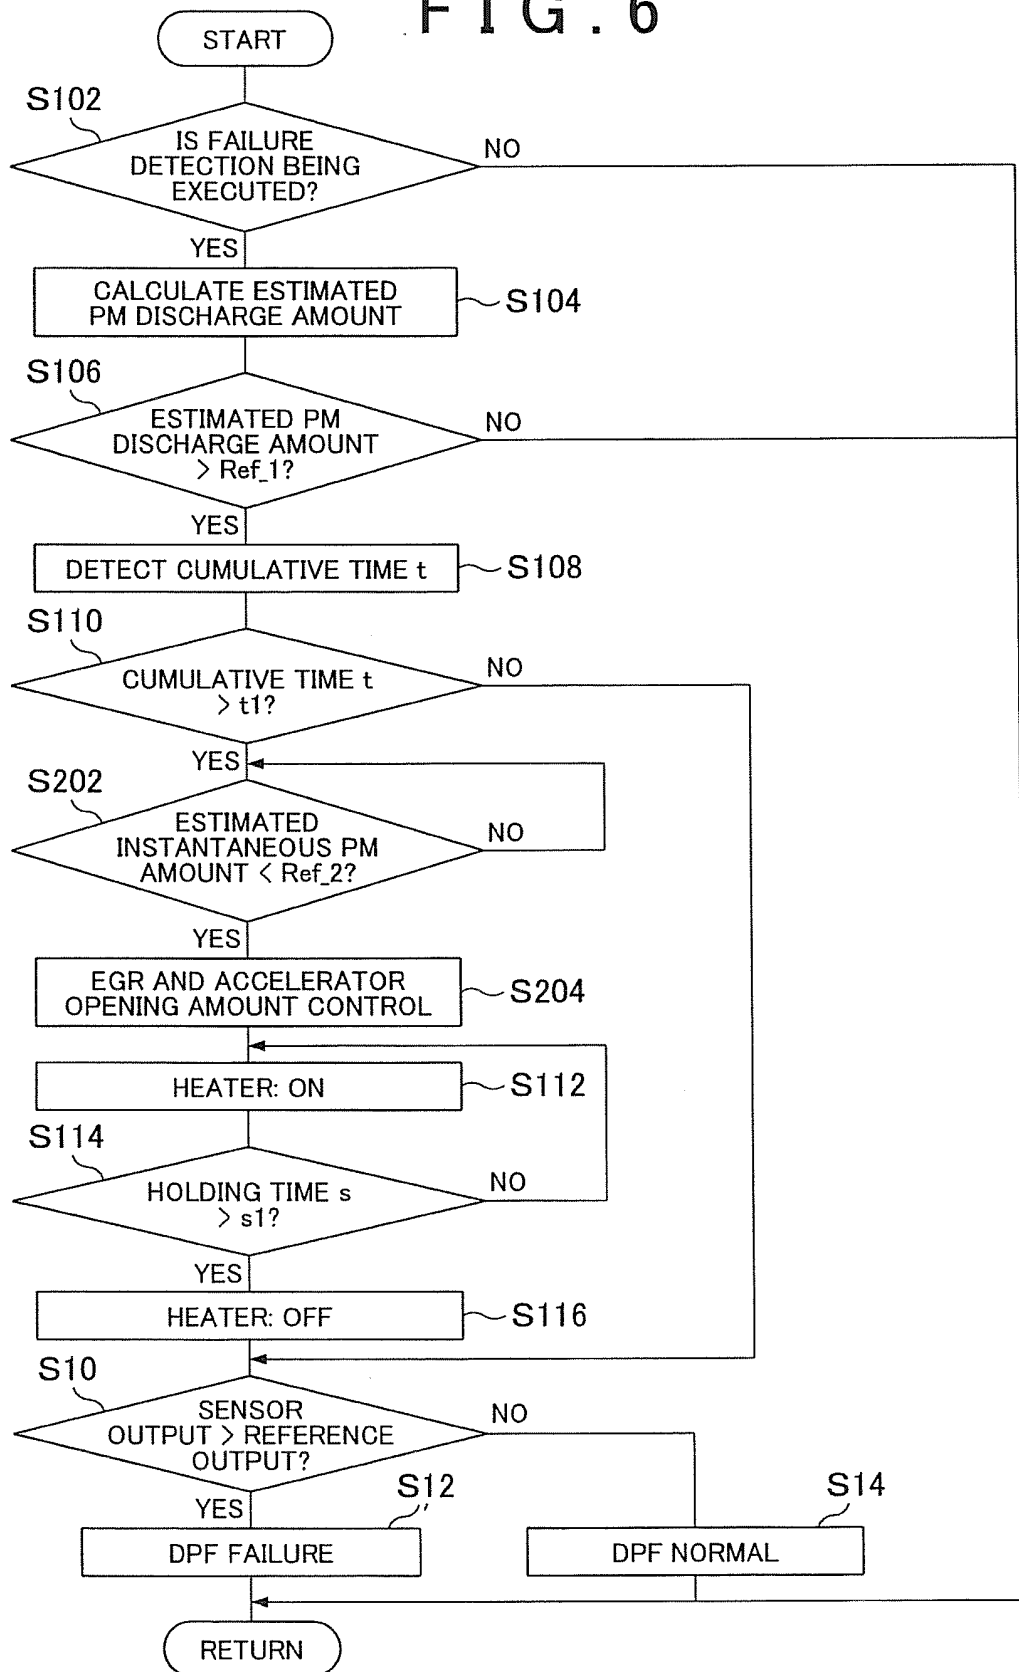 FIG.6
START
S102
IS FAILURE
DETECTION BEING
EXECUTED?
NO
YES
CALCULATE ESTIMATED
PM DISCHARGE AMOUNT
S104
S106
ESTIMATED PM
DISCHARGE AMOUNT
> Ref_1?
NO
YES
DETECT CUMULATIVE TIME t
S108
S110
CUMULATIVE TIME t
> t1?
NO
YES
S202
ESTIMATED
INSTANTANEOUS PM
AMOUNT < Ref_2?
NO
YES
EGR AND ACCELERATOR
OPENING AMOUNT CONTROL
S204
HEATER: ON
S112
S114
HOLDING TIME s
> s1?
NO
YES
HEATER: OFF
S116
S10
SENSOR
OUTPUT > REFERENCE
OUTPUT?
NO
YES
S12
DPF FAILURE
S14
DPF NORMAL
RETURN